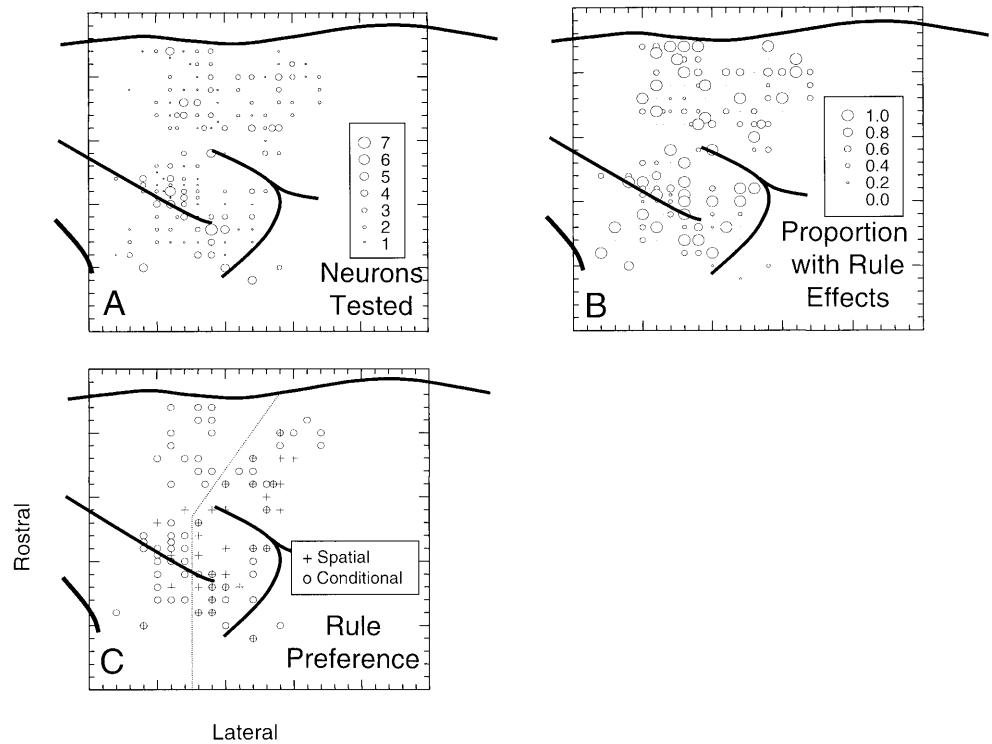 7
6
5
4
3
2
1
Neurons
Tested
A
1.0
0.8
0.6
0.4
0.2
0.0
Proportion
with Rule
Effects
B
+ Spatial
o Conditional
Rule
Preference
C
Rostral
Lateral